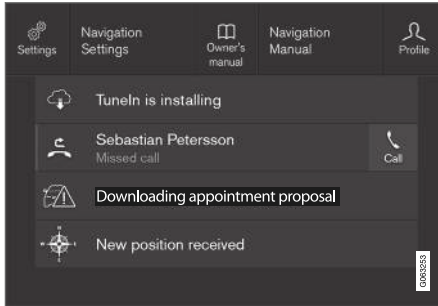 Settings
Navigation
Settings
Owner's
manual
Navigation
Manual
Profile
TuneIn is installing
Sebastian Petersson
Missed call
Call
Downloading appointment proposal
New position received
G063253